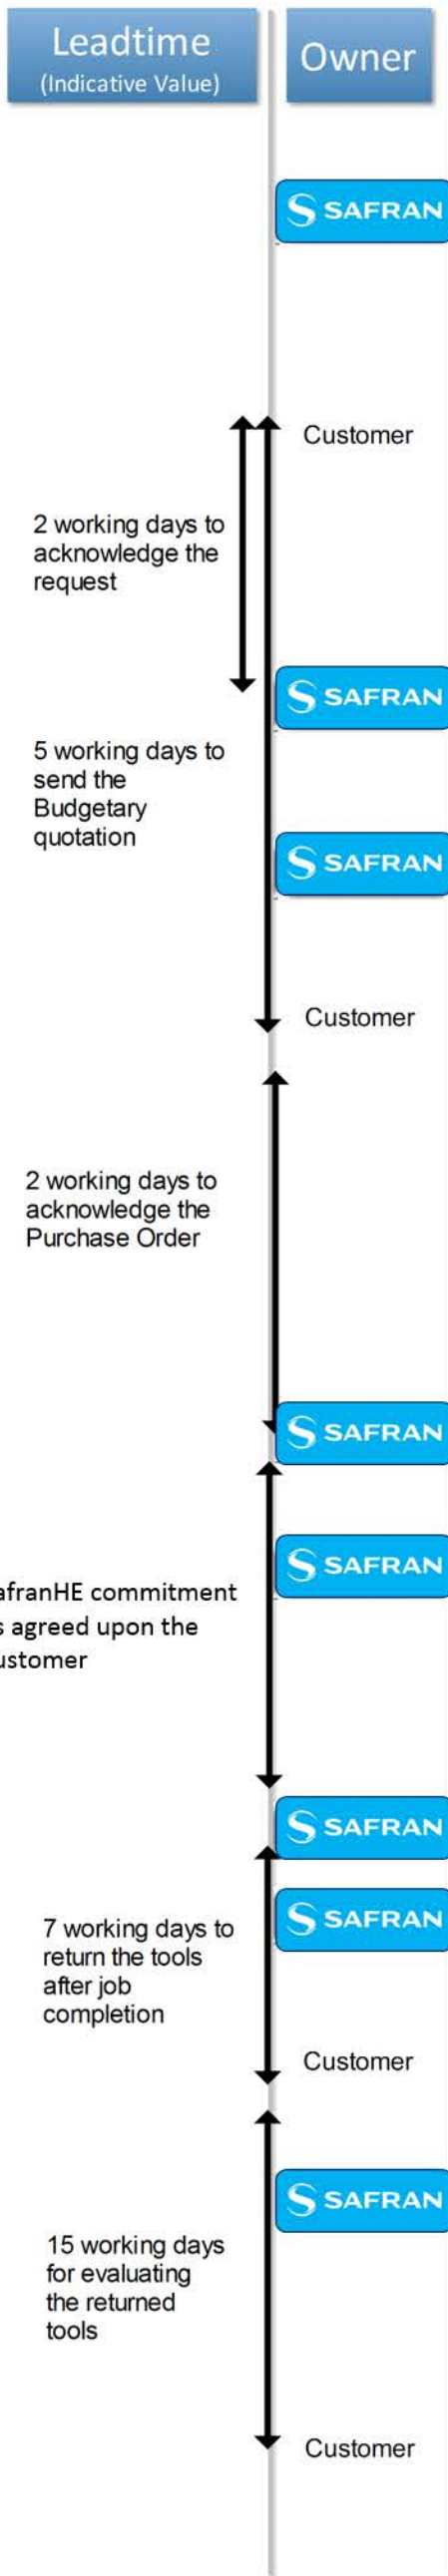 Leadtime
(Indicative Value)
Owner
SAFRAN
Customer
2 working days to
acknowledge the
request
SAFRAN
5 working days to
send the
Budgetary
quotation
SAFRAN
Customer
2 working days to
acknowledge the
Purchase Order
SAFRAN
SAFRAN
afranHE commitment
s agreed upon the
ustomer
SAFRAN
SAFRAN
7 working days to
return the tools
after job
completion
Customer
SAFRAN
15 working days
for evaluating
the returned
tools
Customer